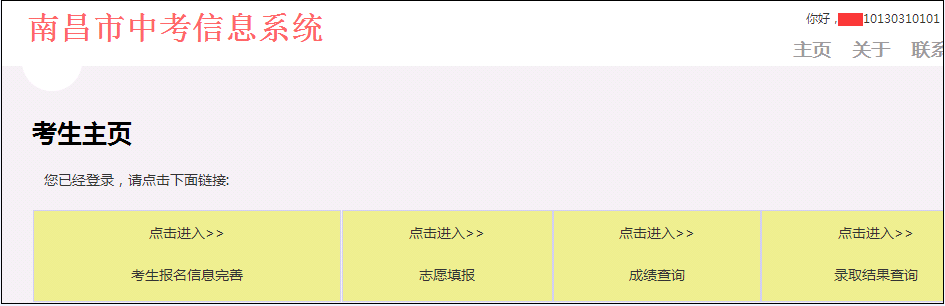 南昌市中考信息系统
你好，10130310101
主页 关于 联系
考生主页
您已经登录，请点击下面链接:
点击进入>> 点击进入>> 点击进入>> 点击进入>>
考生报名信息完善 志愿填报 成绩查询 录取结果查询